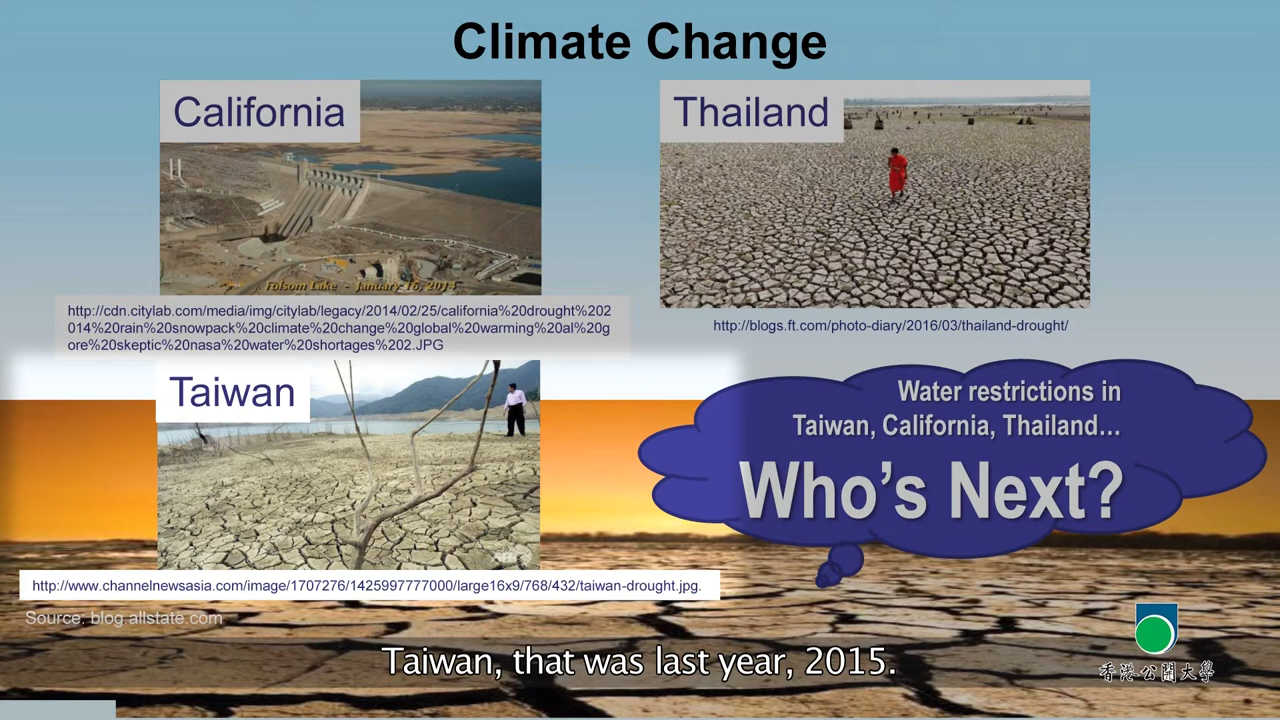 Climate Change
California
Thailand
Folsom Lake - January 16, 2014
http://cdn.citylab.com/media/img/citylab/legacy/2014/02/25/california%20drought%202
014%20rain%20snowpack%20climate%20change%20global%20warming%20al%20g
ore%20skeptic%20nasa%20water%20shortages%202.JPG
http://blogs.ft.com/photo-diary/2016/03/thailand-drought/
Taiwan
Water restrictions in
Taiwan, California, Thailand…
Who's Next?
http://www.channelnewsasia.com/image/1707276/1425997777000/large16x9/768/432/taiwan-drought.jpg.
Source: blog.allstate.com
Taiwan, that was last year, 2015.
香港公開大學